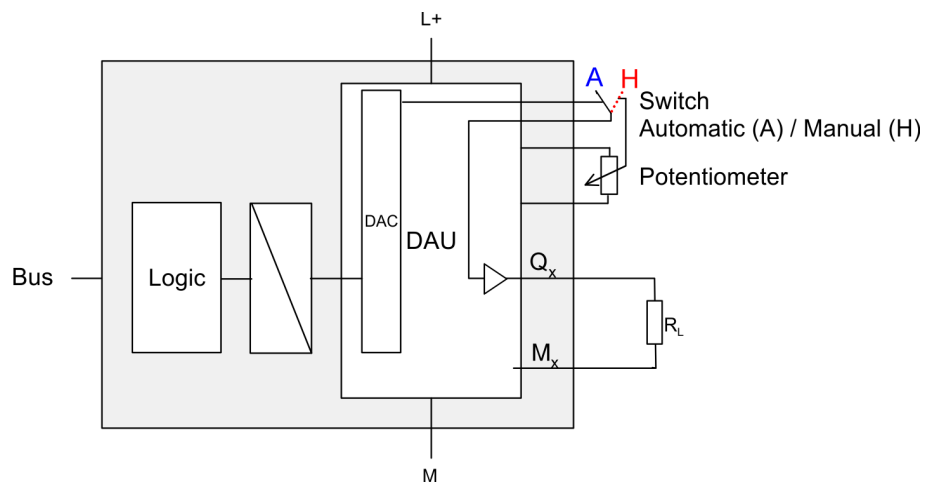 L+
A H
Switch
Automatic (A) / Manual (H)
Potentiometer
DAC
DAU
Bus
Logic
Qx
RL
Mx
M